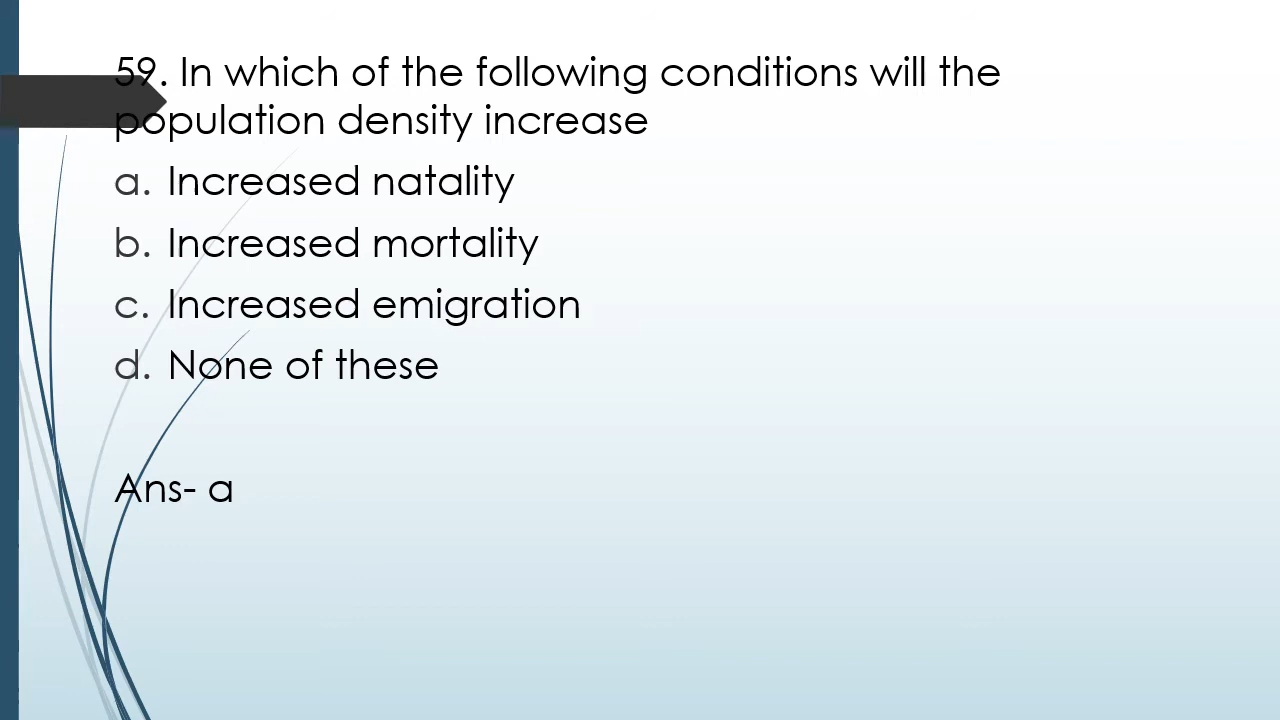 59. In which of the following conditions will the
population density increase
a. Increased natality
b. Increased mortality
c. Increased emigration
d. None of these
Ans- a